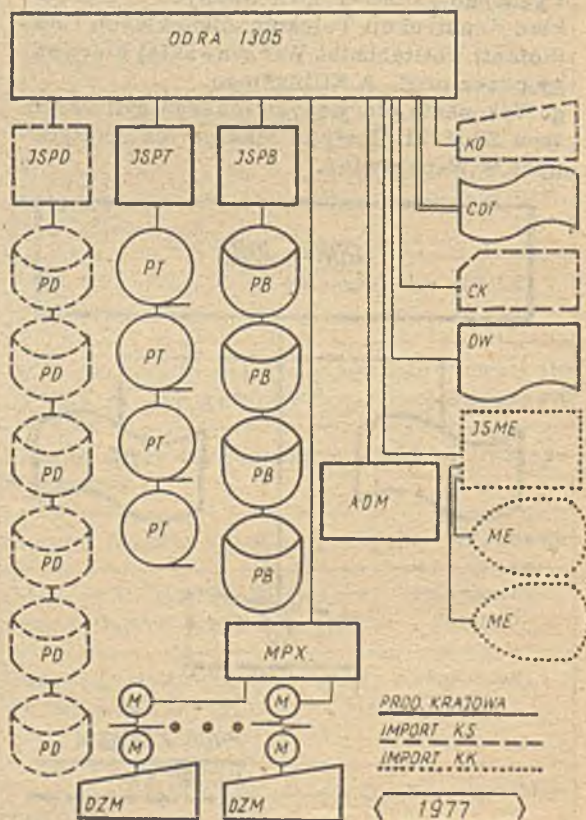 ODRA 1305
JSPD
JSPT
JSPB
KO
CDT
CK
DW
JSME
ME
ME
PD
PD
PD
PD
PD
PD
PT
PT
PT
PT
PB
PB
PB
PB
ADM
MPX
M
M
M
M
DZM
DZM
PROD. KRAJOWA
IMPORT KS
IMPORT KK
1977